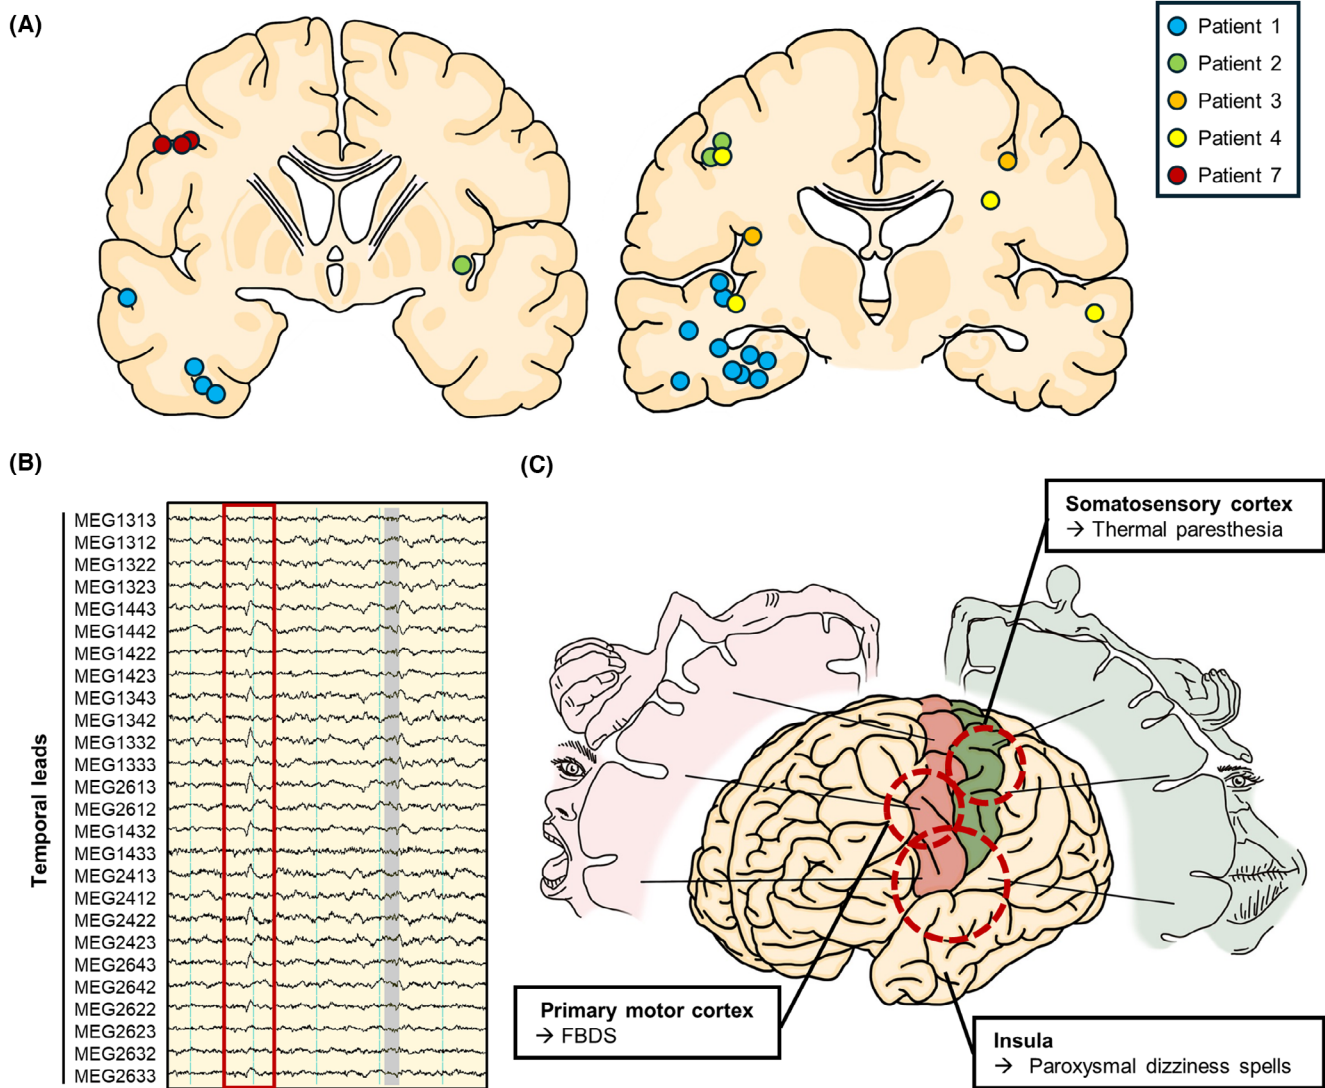 (A)
Patient 1
Patient 2
Patient 3
Patient 4
Patient 7
(B)
Temporal leads
MEG1313
MEG1312
MEG1322
MEG1323
MEG1443
MEG1442
MEG1422
MEG1423
MEG1343
MEG1342
MEG1332
MEG1333
MEG2613
MEG2612
MEG1432
MEG1433
MEG2413
MEG2412
MEG2422
MEG2423
MEG2643
MEG2642
MEG2622
MEG2623
MEG2632
MEG2633
(C)
Somatosensory cortex
→ Thermal paresthesia
Primary motor cortex
→ FBDS
Insula
→ Paroxysmal dizziness spells